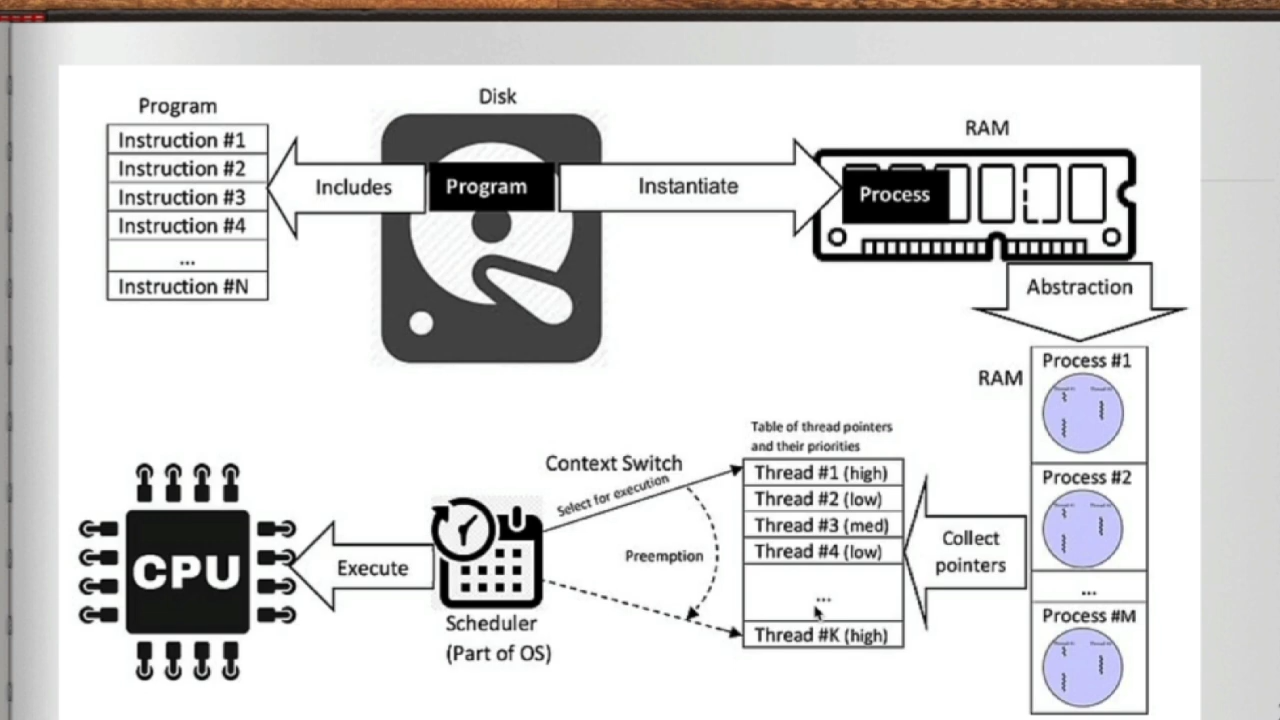 Program
Instruction #1
Instruction #2
Instruction #3
Instruction #4
...
Instruction #N
Includes
Disk
Program
Instantiate
RAM
Process
Abstraction
RAM
Process #1
Process #2
...
Process #M
Collect
pointers
Table of thread pointers
and their priorities
Thread #1 (high)
Thread #2 (low)
Thread #3 (med)
Thread #4 (low)
...
Thread #K (high)
Context Switch
Select for execution
Preemption
Scheduler
(Part of OS)
Execute
CPU